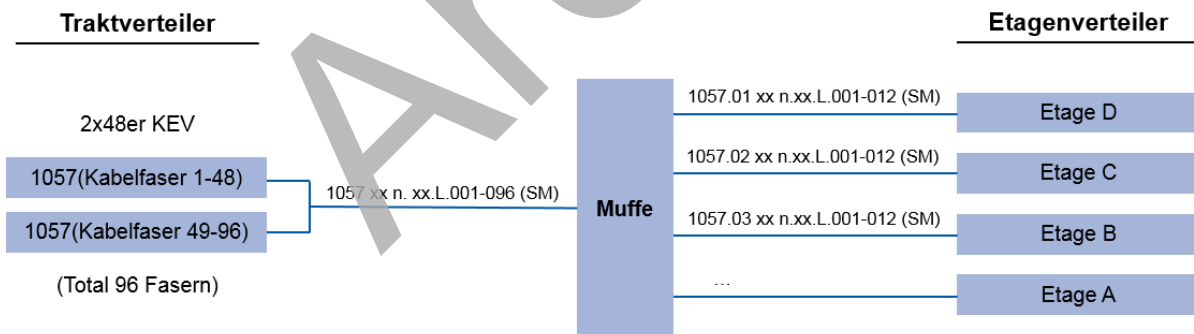 Traktverteiler
Etagenverteiler
2x48er KEV
1057(Kabelfaser 1-48)
1057(Kabelfaser 49-96)
(Total 96 Fasern)
1057 xx n. xx.L.001-096 (SM)
Muffe
1057.01 xx n.xx.L.001-012 (SM)
Etage D
1057.02 xx n.xx.L.001-012 (SM)
Etage C
1057.03 xx n.xx.L.001-012 (SM)
Etage B
...
Etage A